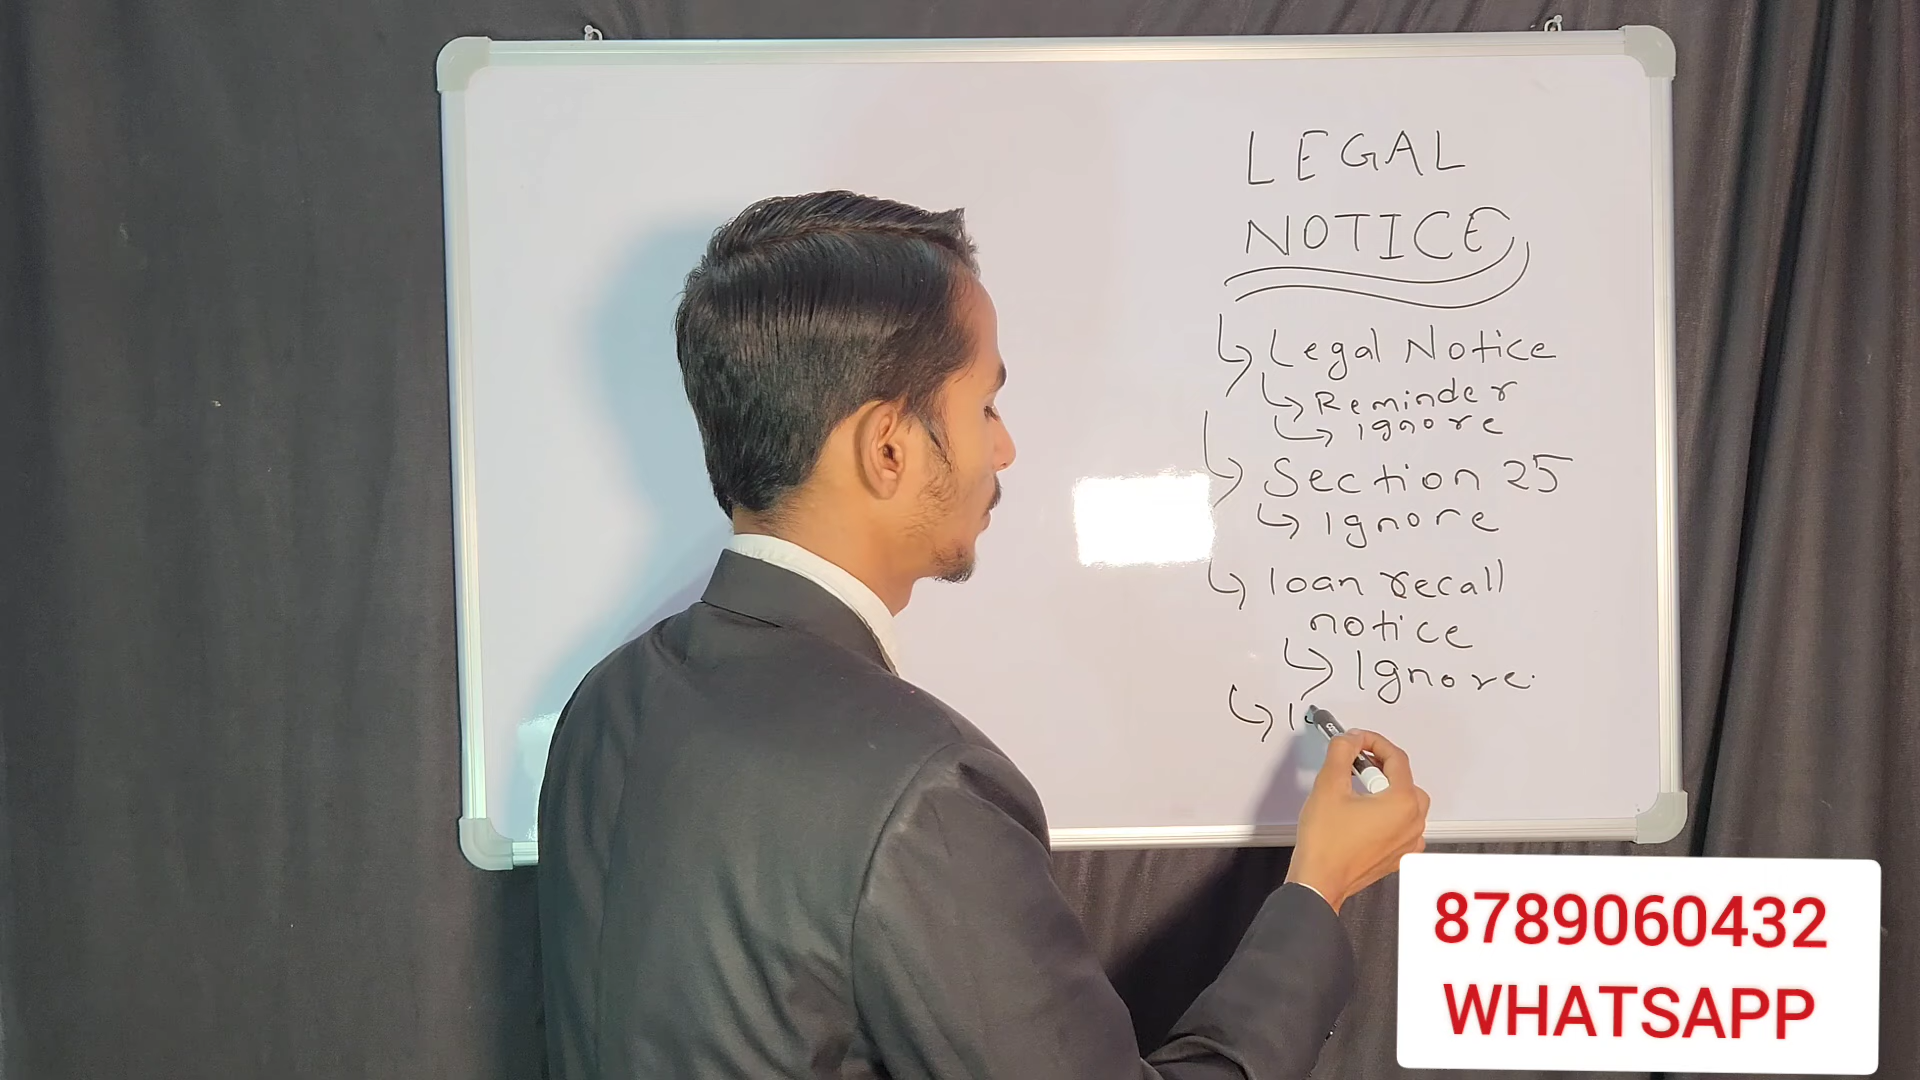 LEGAL
NOTICE
Legal Notice
Reminder
Ignore
Section 25
Ignore
loan recall
notice
Ignore.
8789060432
WHATSAPP